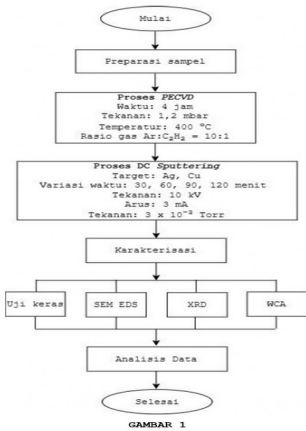 Mulai
Preparasi sampel
Proses PECVD
Waktu: 4 jam
Tekanan: 1,2 mbar
Temperatur: 400 °C
Rasio gas Ar:C₂H₂ = 10:1
Proses DC Sputtering
Target: Ag, Cu
Variasi waktu: 30, 60, 90, 120 menit
Tekanan: 10 kV
Arus: 3 mA
Tekanan: 3 x 10⁻² Torr
Karakterisasi
Uji keras
SEM EDS
XRD
WCA
Analisis Data
Selesai
GAMBAR 1